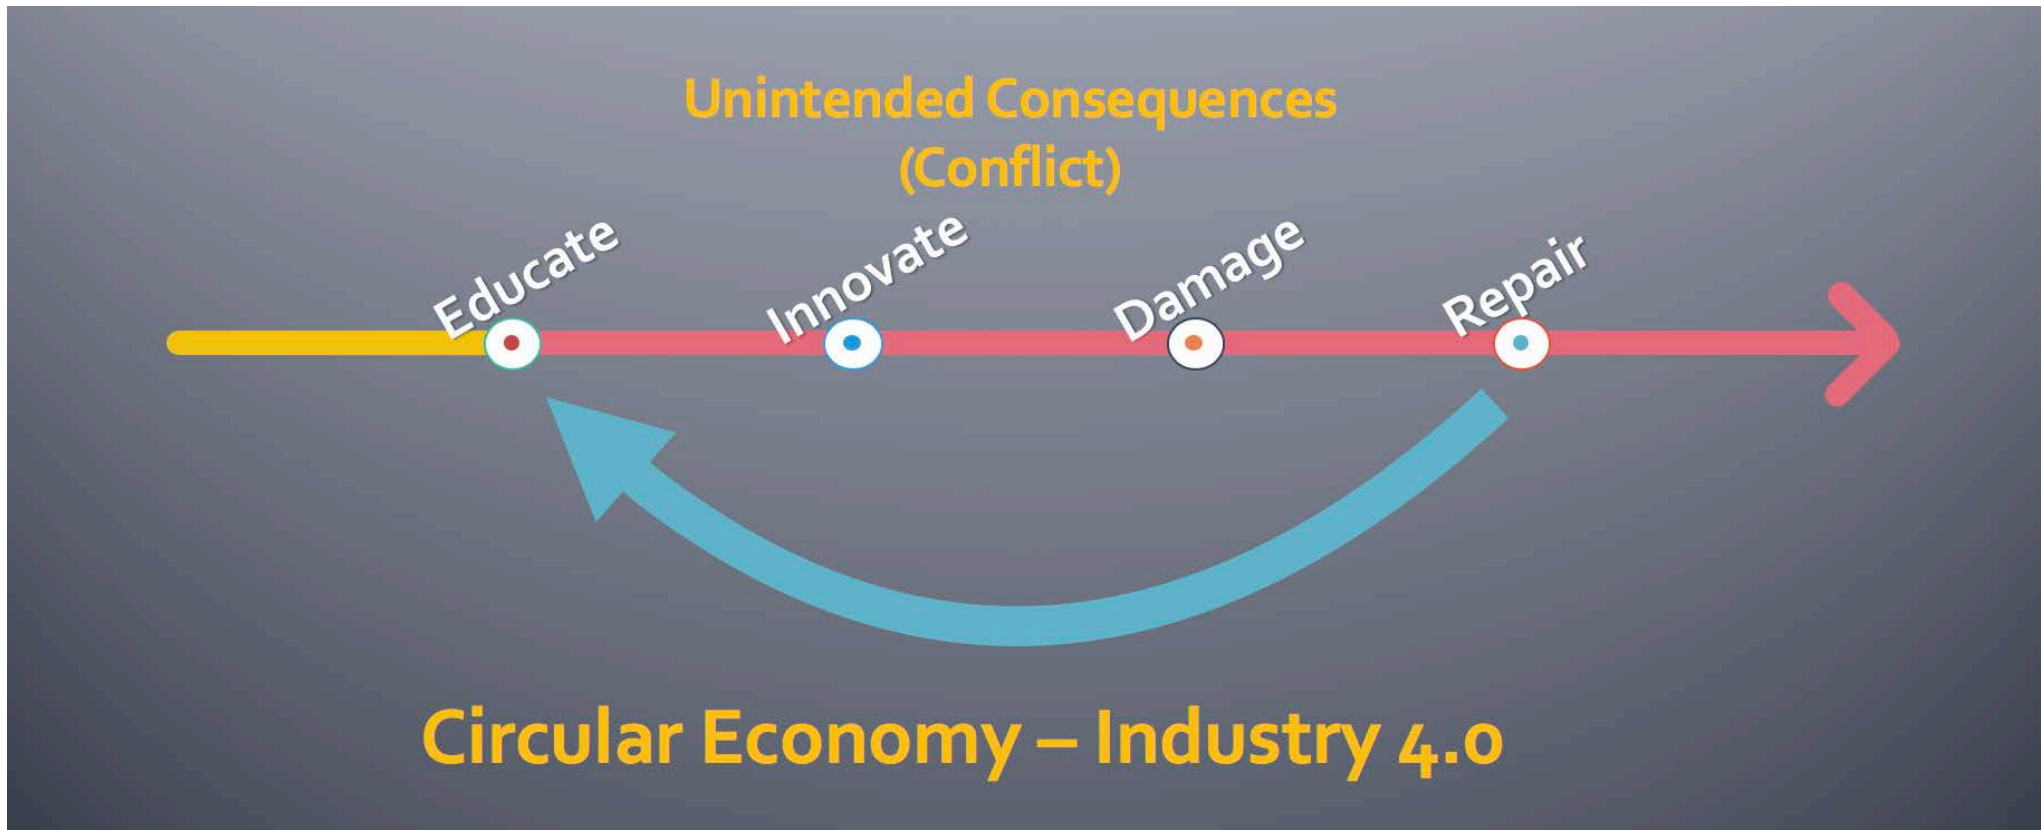 Unintended Consequences
(Conflict)
Educate
Innovate
Damage
Repair
Circular Economy – Industry 4.0